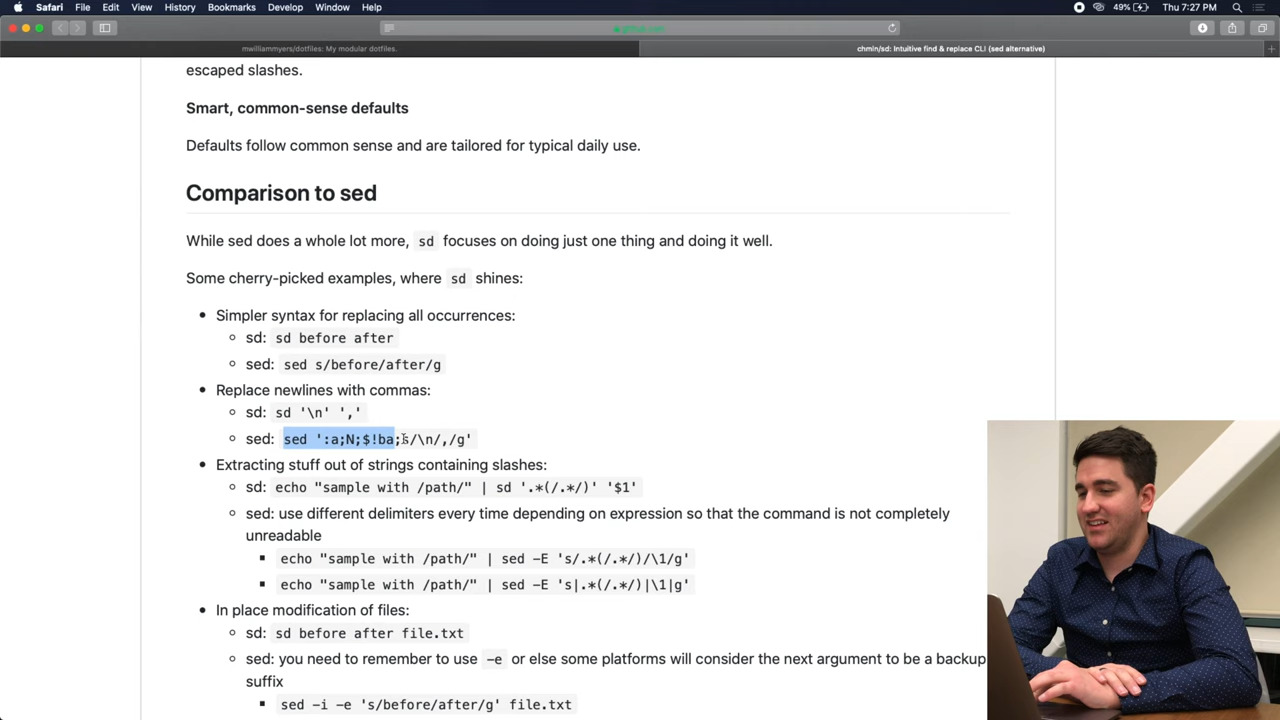 Safari File Edit View History Bookmarks Develop Window Help 49% Thu 7:27 PM
github.com
mwilliammyers/dotfiles: My modular dotfiles. chmln/sd: Intuitive find & replace CLI (sed alternative)
escaped slashes.
Smart, common-sense defaults
Defaults follow common sense and are tailored for typical daily use.
Comparison to sed
While sed does a whole lot more, sd focuses on doing just one thing and doing it well.
Some cherry-picked examples, where sd shines:
• Simpler syntax for replacing all occurrences:
sd: sd before after
sed: sed s/before/after/g
• Replace newlines with commas:
sd: sd '\n' ','
sed: sed ':a;N;$!ba;s/\n/,/g'
• Extracting stuff out of strings containing slashes:
sd: echo "sample with /path/" | sd '.*(/.*/)' '$1'
sed: use different delimiters every time depending on expression so that the command is not completely
unreadable
echo "sample with /path/" | sed -E 's/.*(/.*/)/\1/g'
echo "sample with /path/" | sed -E 's|.*(/.*/)|\1|g'
• In place modification of files:
sd: sd before after file.txt
sed: you need to remember to use -e or else some platforms will consider the next argument to be a backup
suffix
sed -i -e 's/before/after/g' file.txt